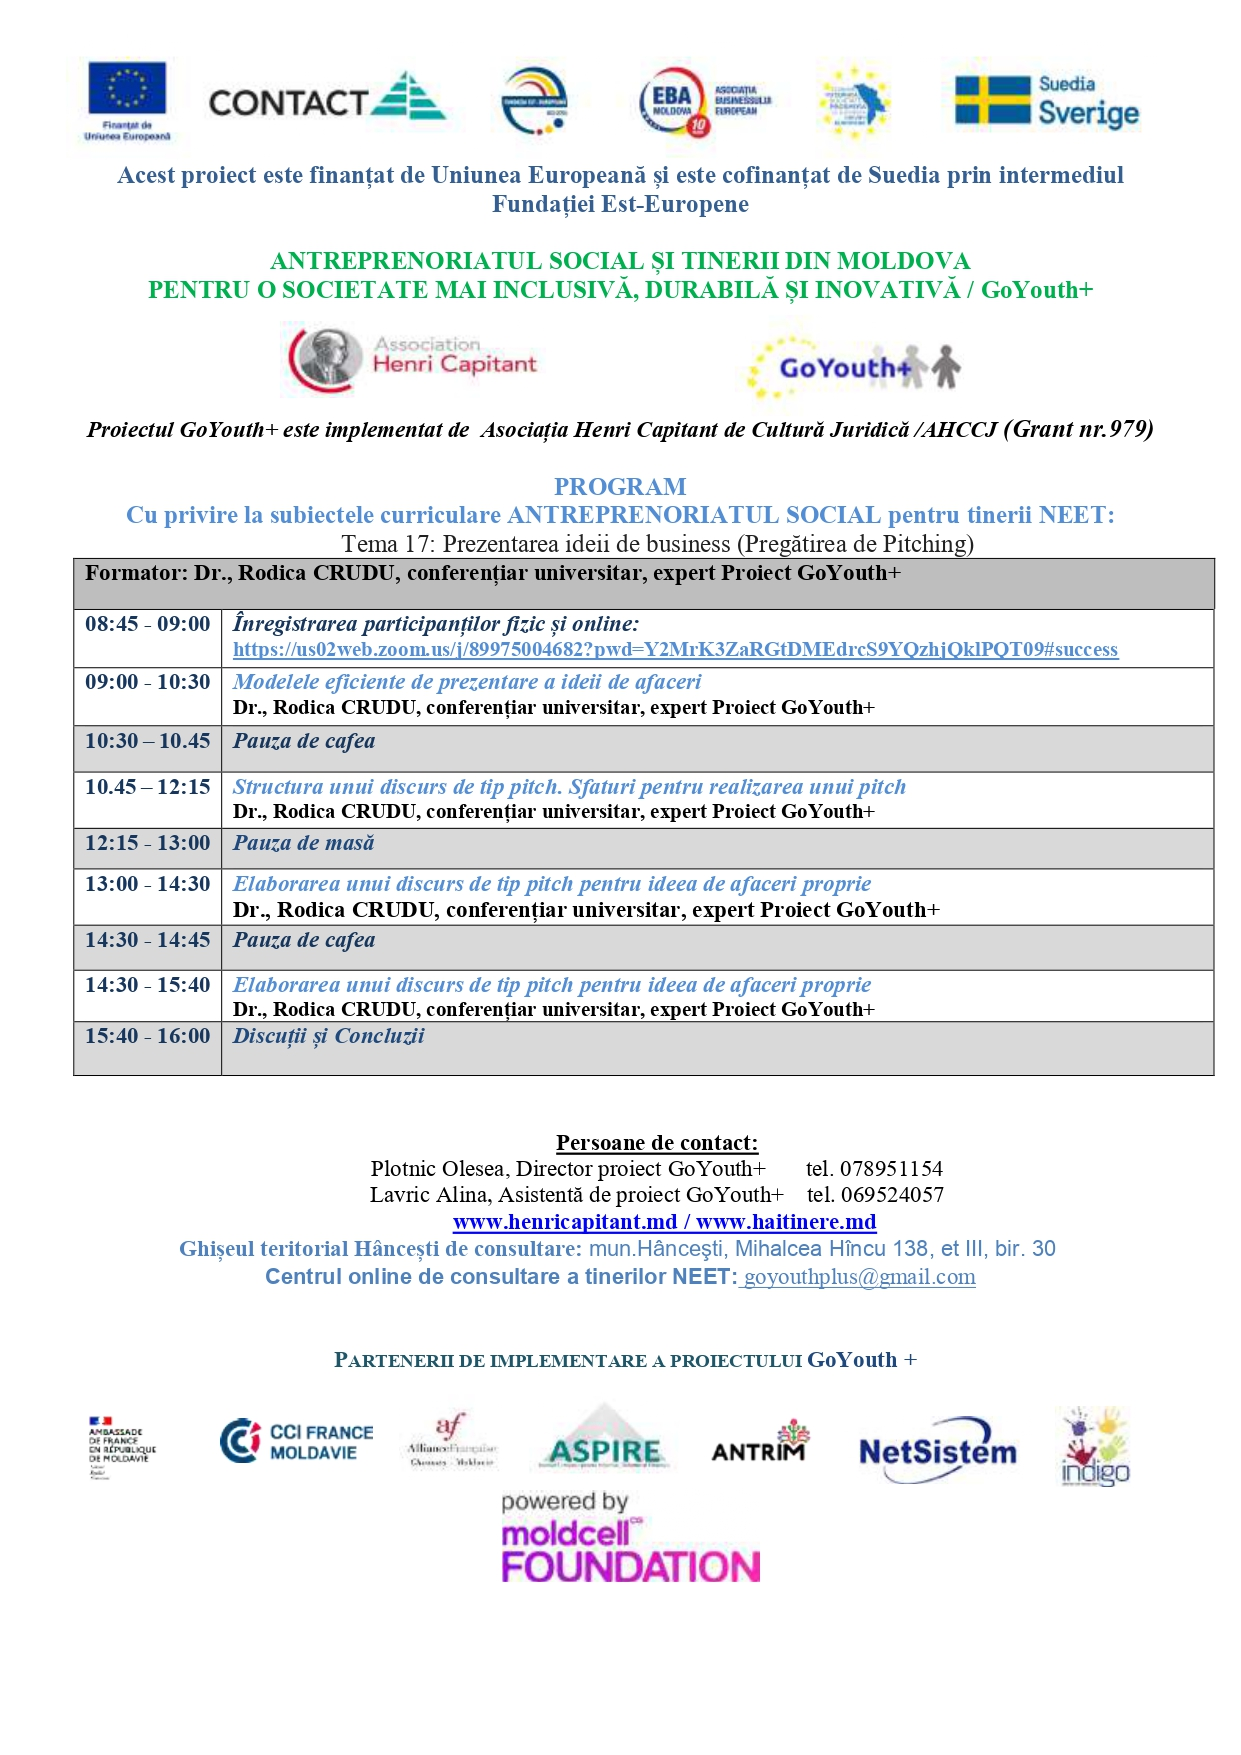 Finanțat de
Uniunea Europeană
CONTACT
FUNDAȚIA EST-EUROPEANĂ
EBA
MOLDOVA
10
ASOCIAȚIA
BUSINESSULUI
EUROPEAN
Suedia
Sverige
Acest proiect este finanțat de Uniunea Europeană și este cofinanțat de Suedia prin intermediul
Fundației Est-Europene
ANTREPRENORIATUL SOCIAL ȘI TINERII DIN MOLDOVA
PENTRU O SOCIETATE MAI INCLUSIVĂ, DURABILĂ ȘI INOVATIVĂ / GoYouth+
Association
Henri Capitant
GoYouth+
Proiectul GoYouth+ este implementat de Asociația Henri Capitant de Cultură Juridică /AHCCJ (Grant nr.979)
PROGRAM
Cu privire la subiectele curriculare ANTREPRENORIATUL SOCIAL pentru tinerii NEET:
Tema 17: Prezentarea ideii de business (Pregătirea de Pitching)
Formator: Dr., Rodica CRUDU, conferențiar universitar, expert Proiect GoYouth+
08:45 - 09:00 Înregistrarea participanților fizic și online:
https://us02web.zoom.us/j/89975004682?pwd=Y2MrK3ZaRGtDMEdrcS9YQzhjQklPQT09#success
09:00 - 10:30 Modelele eficiente de prezentare a ideii de afaceri
Dr., Rodica CRUDU, conferențiar universitar, expert Proiect GoYouth+
10:30 – 10.45 Pauza de cafea
10.45 – 12:15 Structura unui discurs de tip pitch. Sfaturi pentru realizarea unui pitch
Dr., Rodica CRUDU, conferențiar universitar, expert Proiect GoYouth+
12:15 - 13:00 Pauza de masă
13:00 - 14:30 Elaborarea unui discurs de tip pitch pentru ideea de afaceri proprie
Dr., Rodica CRUDU, conferențiar universitar, expert Proiect GoYouth+
14:30 - 14:45 Pauza de cafea
14:30 - 15:40 Elaborarea unui discurs de tip pitch pentru ideea de afaceri proprie
Dr., Rodica CRUDU, conferențiar universitar, expert Proiect GoYouth+
15:40 - 16:00 Discuții și Concluzii
Persoane de contact:
Plotnic Olesea, Director proiect GoYouth+ tel. 078951154
Lavric Alina, Asistentă de proiect GoYouth+ tel. 069524057
www.henricapitant.md / www.haitinere.md
Ghișeul teritorial Hâncești de consultare: mun.Hânceşti, Mihalcea Hîncu 138, et III, bir. 30
Centrul online de consultare a tinerilor NEET: goyouthplus@gmail.com
PARTENERII DE IMPLEMENTARE A PROIECTULUI GoYouth +
AMBASSADE
DE FRANCE
EN RÉPUBLIQUE
DE MOLDAVIE
CCI FRANCE
MOLDAVIE
af
AllianceFrançaise
ASPIRE
ANTRIM
NetSistem
indigo
powered by
moldcell
FOUNDATION